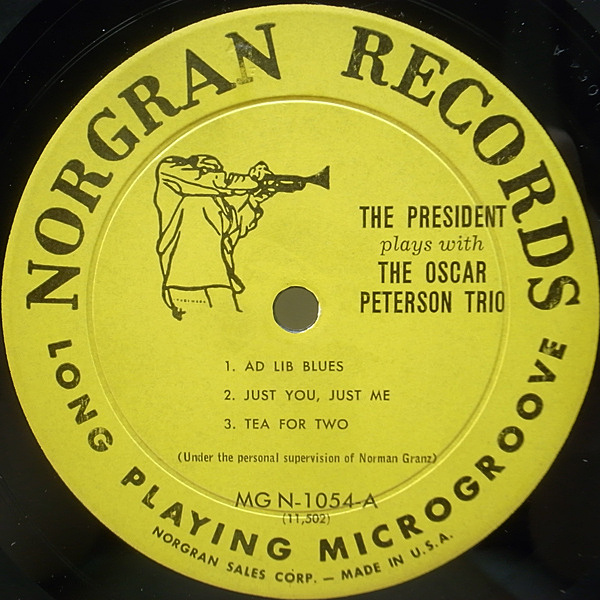 NORGRAN RECORDS
THE PRESIDENT
plays with
THE OSCAR
PETERSON TRIO
1. AD LIB BLUES
2. JUST YOU, JUST ME
3. TEA FOR TWO
(Under the personal supervision of Norman Granz)
MG N-1054-A
(11,502)
LONG PLAYING MICROGROOVE
NORGRAN SALES CORP. — MADE IN U.S.A.